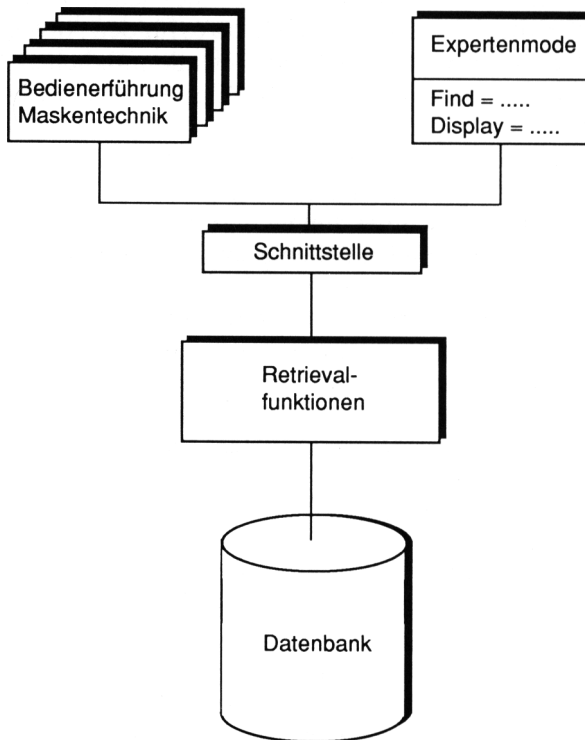 Bedienerführung
Maskentechnik
Expertenmode
Find = .....
Display = .....
Schnittstelle
Retrieval-
funktionen
Datenbank